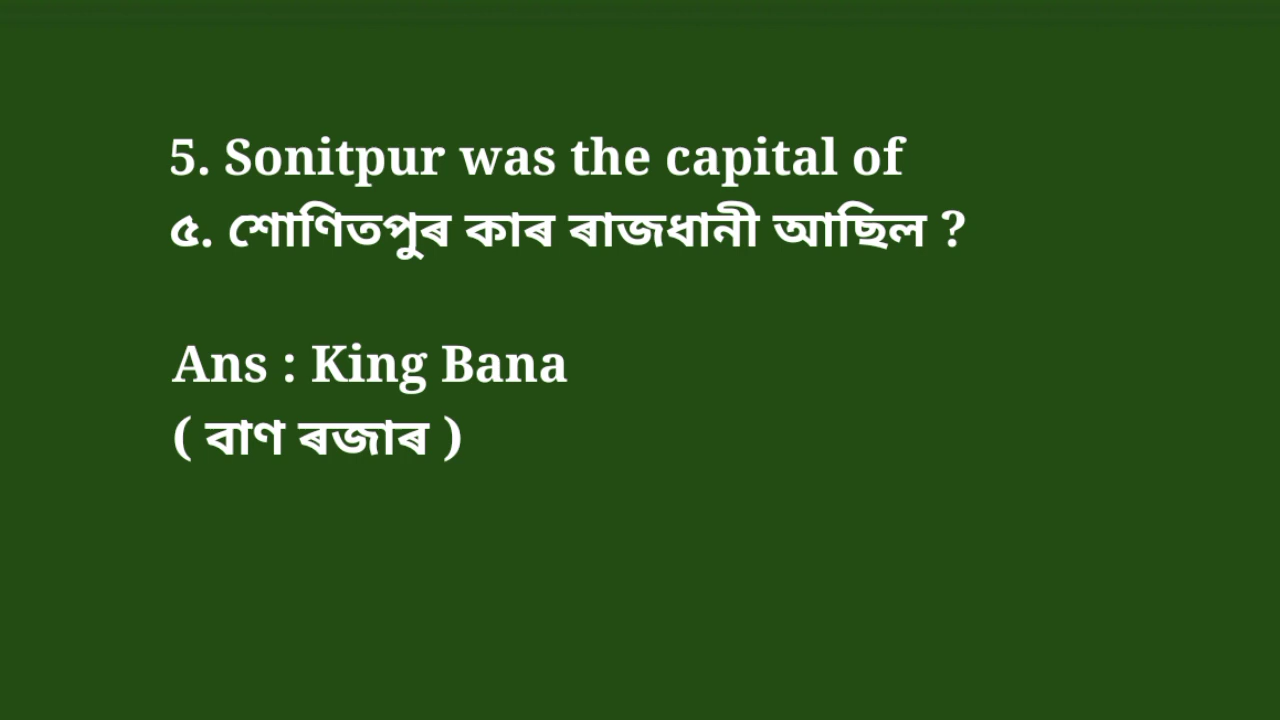 5. Sonitpur was the capital of
৫. শোণিতপুৰ কাৰ ৰাজধানী আছিল ?
Ans : King Bana
( বাণ ৰজাৰ )